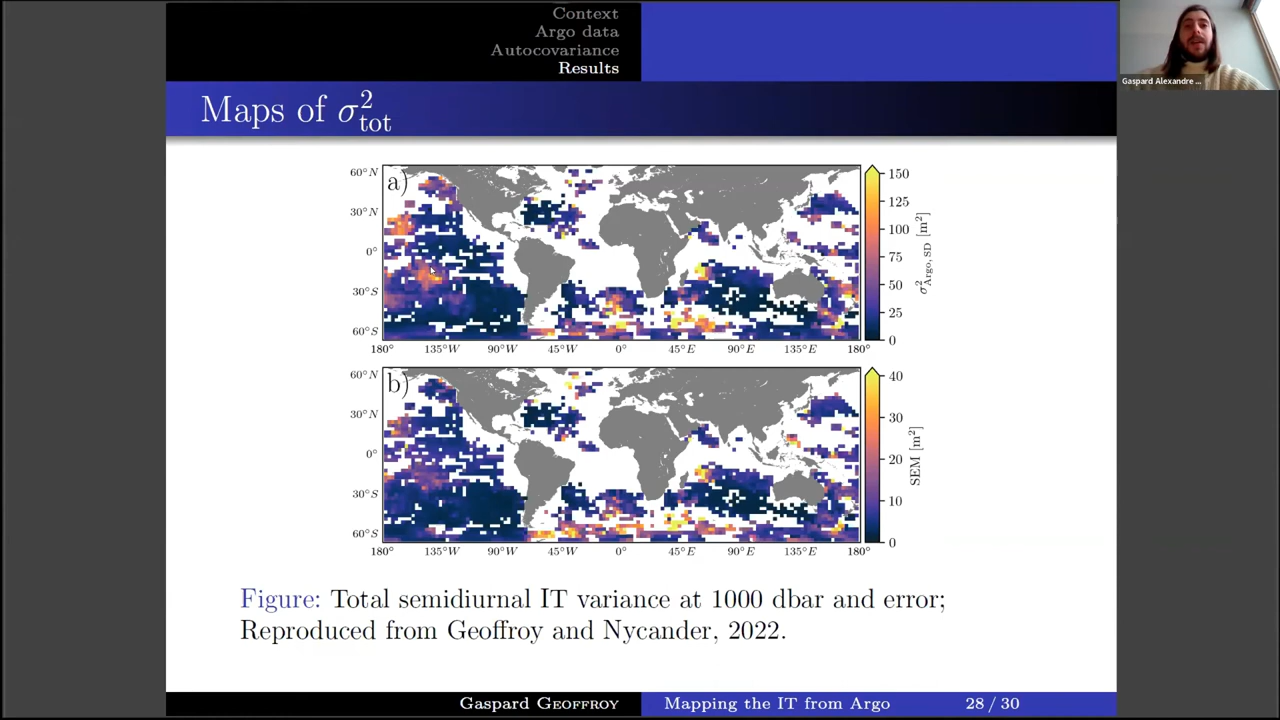 Context
Argo data
Autocovariance
Results
Gaspard Alexandre ...
Maps of σ²tot
a)
60°N
30°N
0°
30°S
60°S
180° 135°W 90°W 45°W 0° 45°E 90°E 135°E 180°
150
125
100
75
50
25
0
σ²Argo, SD [m²]
b)
60°N
30°N
0°
30°S
60°S
180° 135°W 90°W 45°W 0° 45°E 90°E 135°E 180°
40
30
20
10
0
SEM [m²]
Figure: Total semidiurnal IT variance at 1000 dbar and error;
Reproduced from Geoffroy and Nycander, 2022.
Gaspard Geoffroy Mapping the IT from Argo 28 / 30